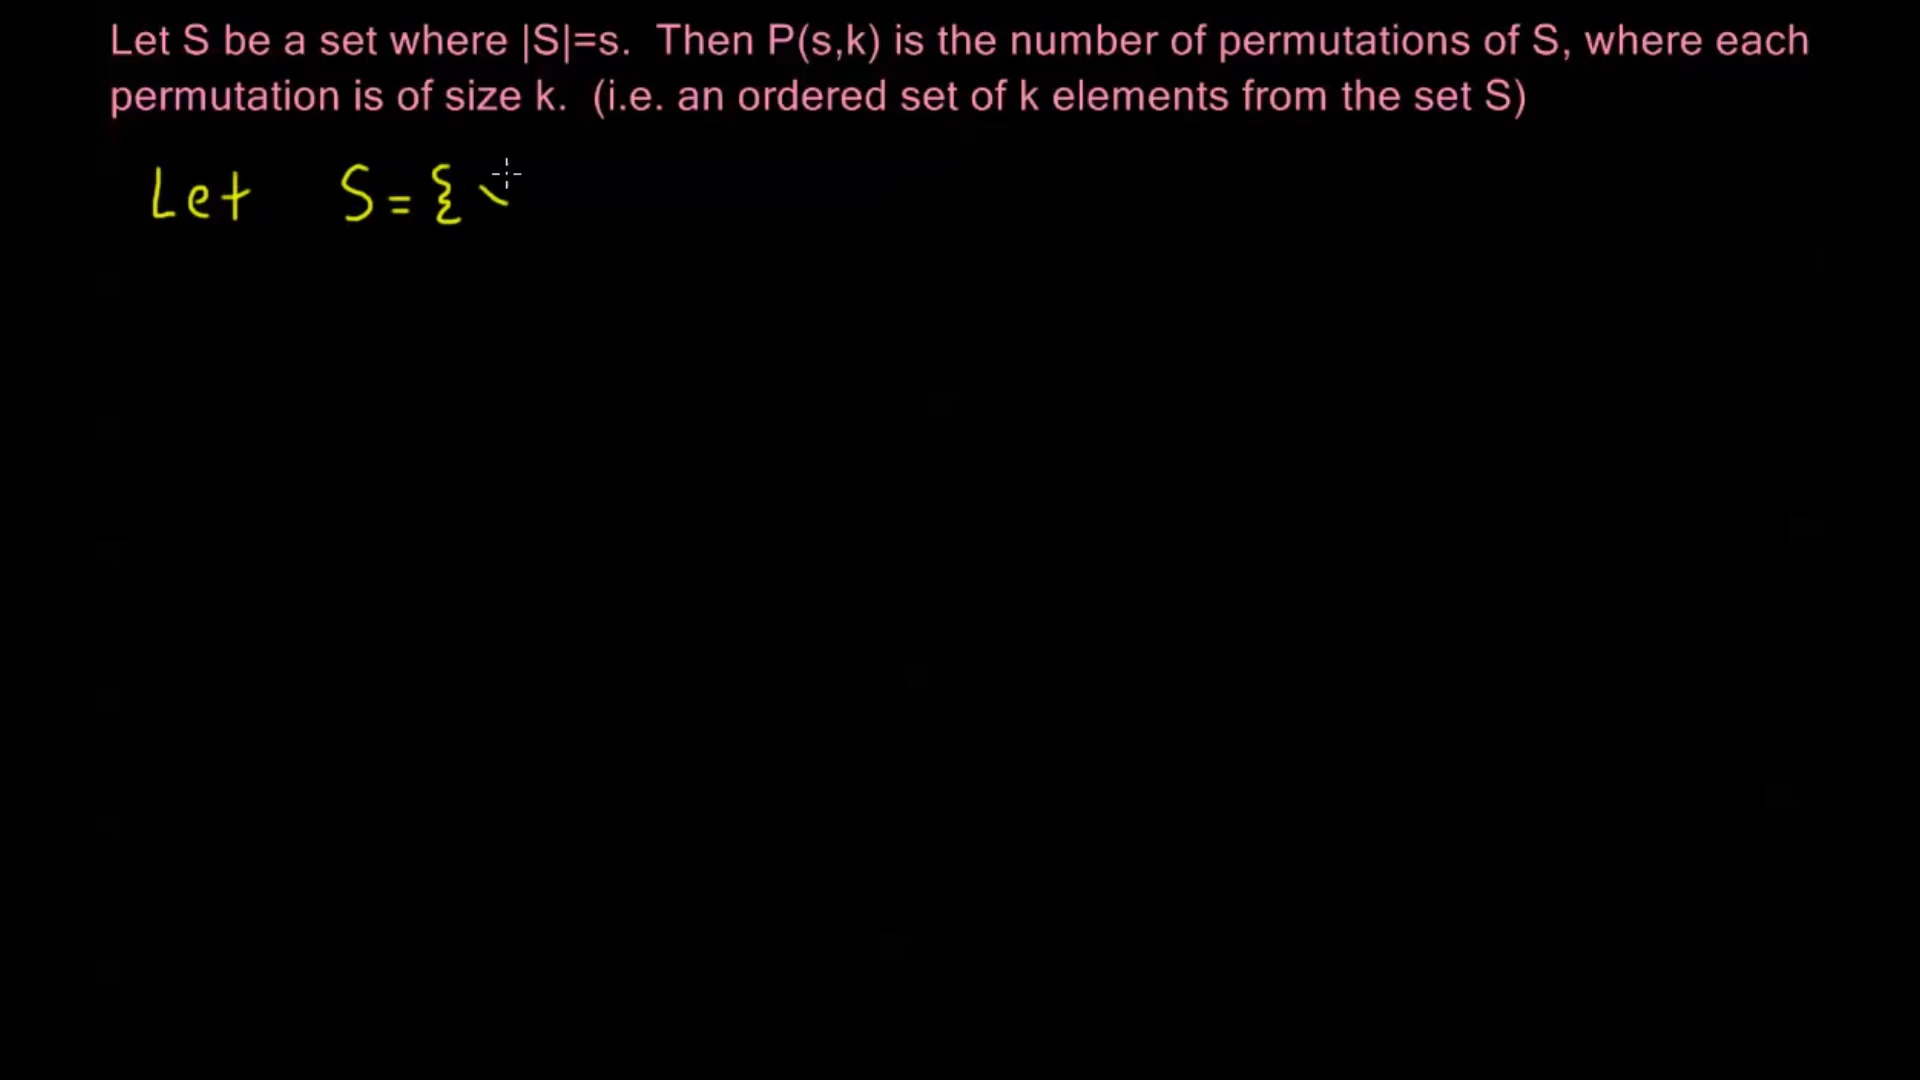 Let S be a set where |S|=s. Then P(s,k) is the number of permutations of S, where each
permutation is of size k. (i.e. an ordered set of k elements from the set S)
Let S = {